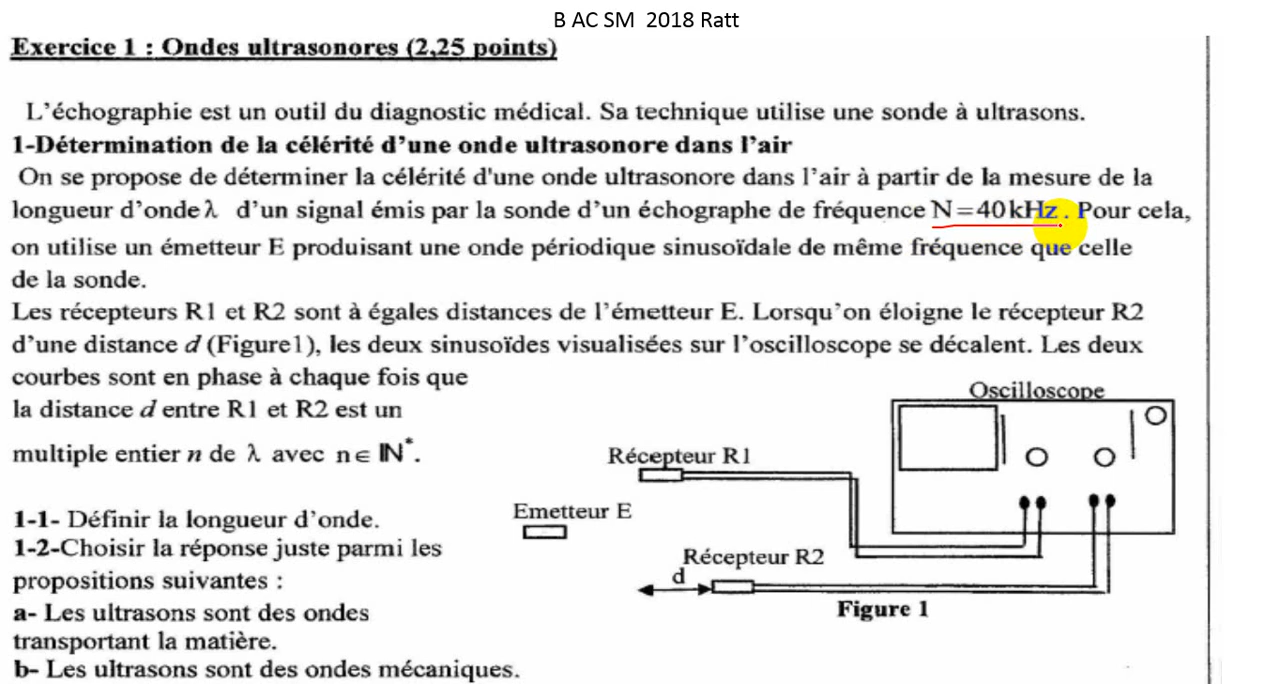 B AC SM 2018 Ratt
Exercice 1 : Ondes ultrasonores (2,25 points)
L'échographie est un outil du diagnostic médical. Sa technique utilise une sonde à ultrasons.
1-Détermination de la célérité d'une onde ultrasonore dans l'air
On se propose de déterminer la célérité d'une onde ultrasonore dans l'air à partir de la mesure de la
longueur d'onde λ d'un signal émis par la sonde d'un échographe de fréquence N=40kHz. Pour cela,
on utilise un émetteur E produisant une onde périodique sinusoïdale de même fréquence que celle
de la sonde.
Les récepteurs R1 et R2 sont à égales distances de l'émetteur E. Lorsqu'on éloigne le récepteur R2
d'une distance d (Figure1), les deux sinusoïdes visualisées sur l'oscilloscope se décalent. Les deux
courbes sont en phase à chaque fois que
la distance d entre R1 et R2 est un
multiple entier n de λ avec n∈ℕ*.
1-1- Définir la longueur d'onde.
1-2-Choisir la réponse juste parmi les
propositions suivantes :
a- Les ultrasons sont des ondes
transportant la matière.
b- Les ultrasons sont des ondes mécaniques.
Oscilloscope
Récepteur R1
Emetteur E
Récepteur R2
d
Figure 1